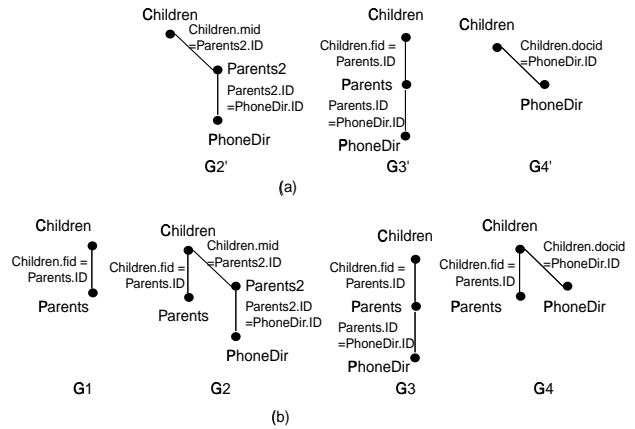 Children
Children.mid
=Parents2.ID
Parents2
Parents2.ID
=PhoneDir.ID
PhoneDir
G2'
Children
Children.fid =
Parents.ID
Parents
Parents.ID
=PhoneDir.ID
PhoneDir
G3'
Children
Children.docid
=PhoneDir.ID
PhoneDir
G4'
(a)
Children
Children.fid =
Parents.ID
Parents
G1
Children
Children.mid
=Parents2.ID
Children.fid =
Parents.ID
Parents2
Parents
Parents2.ID
=PhoneDir.ID
PhoneDir
G2
Children
Children.fid =
Parents.ID
Parents
Parents.ID
=PhoneDir.ID
PhoneDir
G3
Children
Children.docid
=PhoneDir.ID
Children.fid =
Parents.ID
Parents
PhoneDir
G4
(b)